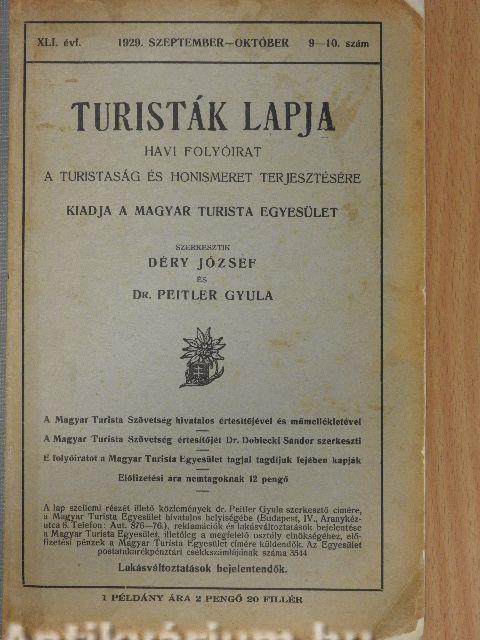 XLI. évf. 1929. SZEPTEMBER—OKTÓBER 9—10. szám
TURISTÁK LAPJA
HAVI FOLYÓIRAT
A TURISTASÁG ÉS HONISMERET TERJESZTÉSÉRE
KIADJA A MAGYAR TURISTA EGYESÜLET
SZERKESZTIK
DÉRY JÓZSEF
ÉS
DR. PEITLER GYULA
A Magyar Turista Szövetség hivatalos értesítőjével és műmellékletével
A Magyar Turista Szövetség értesítőjét Dr. Dobiecki Sándor szerkeszti
E folyóiratot a Magyar Turista Egyesület tagjai tagdíjuk fejében kapják
Előfizetési ára nemtagoknak 12 pengő
A lap szellemi részét illető közlemények dr. Peitler Gyula szerkesztő címére,
a Magyar Turista Egyesület hivatalos helyiségébe (Budapest, IV., Aranykéz-
utca 6. Telefon: Aut. 876—76.), reklamációk és lakásváltoztatások bejelentése
a Magyar Turista Egyesület, illetőleg a megfelelő osztály elnökségéhez, elő-
fizetési pénzek a Magyar Turista Egyesület címére küldendők. Az Egyesület
postatakarékpénztári csekkszámlájának száma 3544
Lakásváltoztatások bejelentendők.
1 PÉLDÁNY ÁRA 2 PENGŐ 20 FILLÉR
Antikvárium.hu